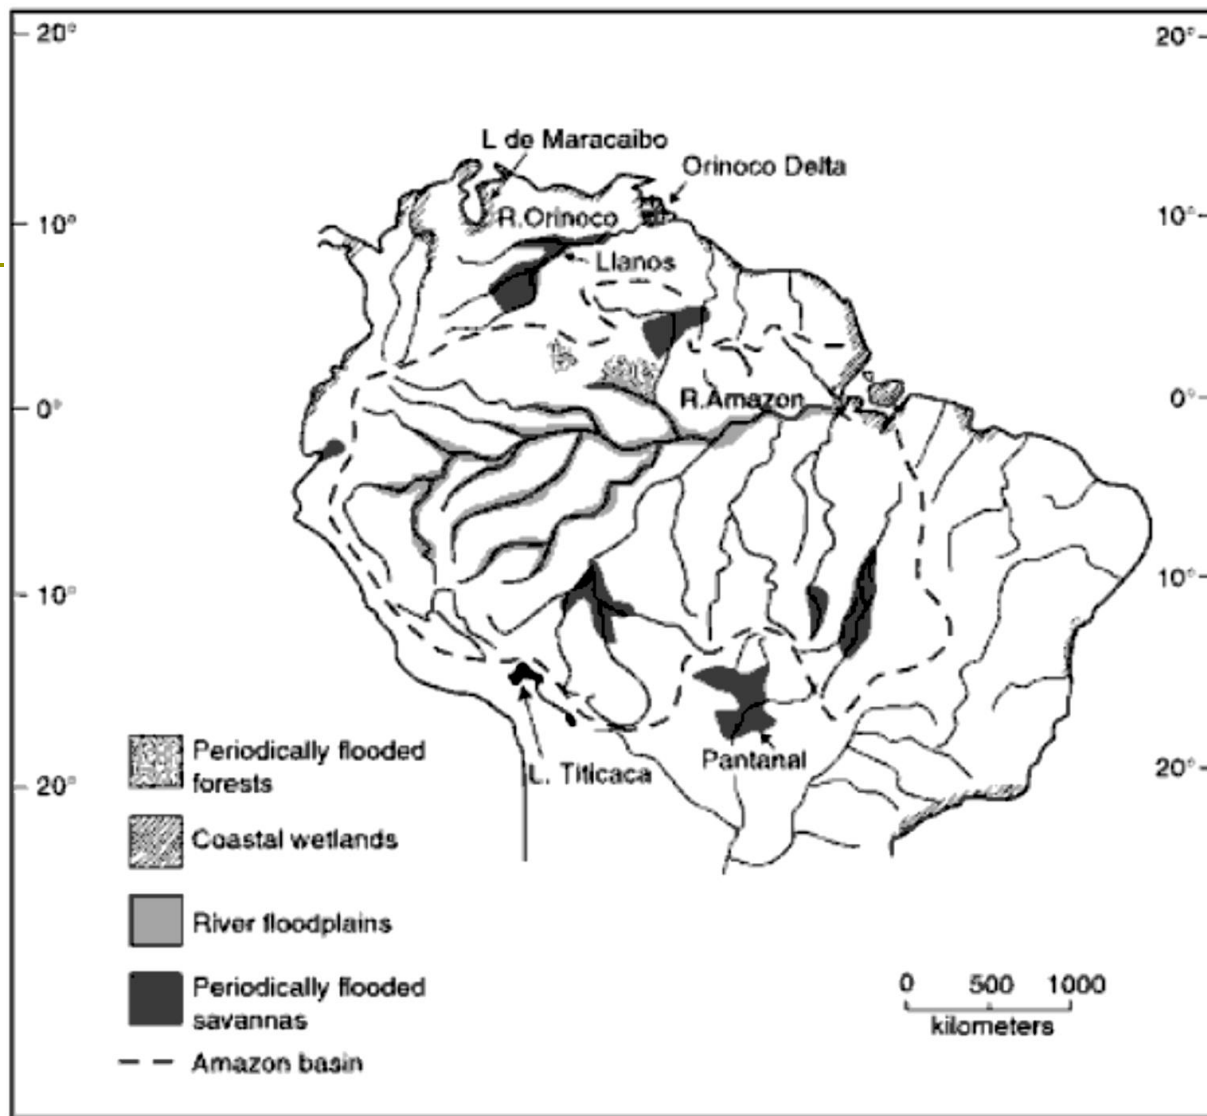 20°
20°
L de Maracaibo
Orinoco Delta
10°
R.Orinoco
10°
Llanos
0°
R.Amazon
0°
10°
10°
Periodically flooded
forests
L. Titicaca
Pantanal
20°
20°
Coastal wetlands
River floodplains
Periodically flooded
savannas
0 500 1000
kilometers
Amazon basin